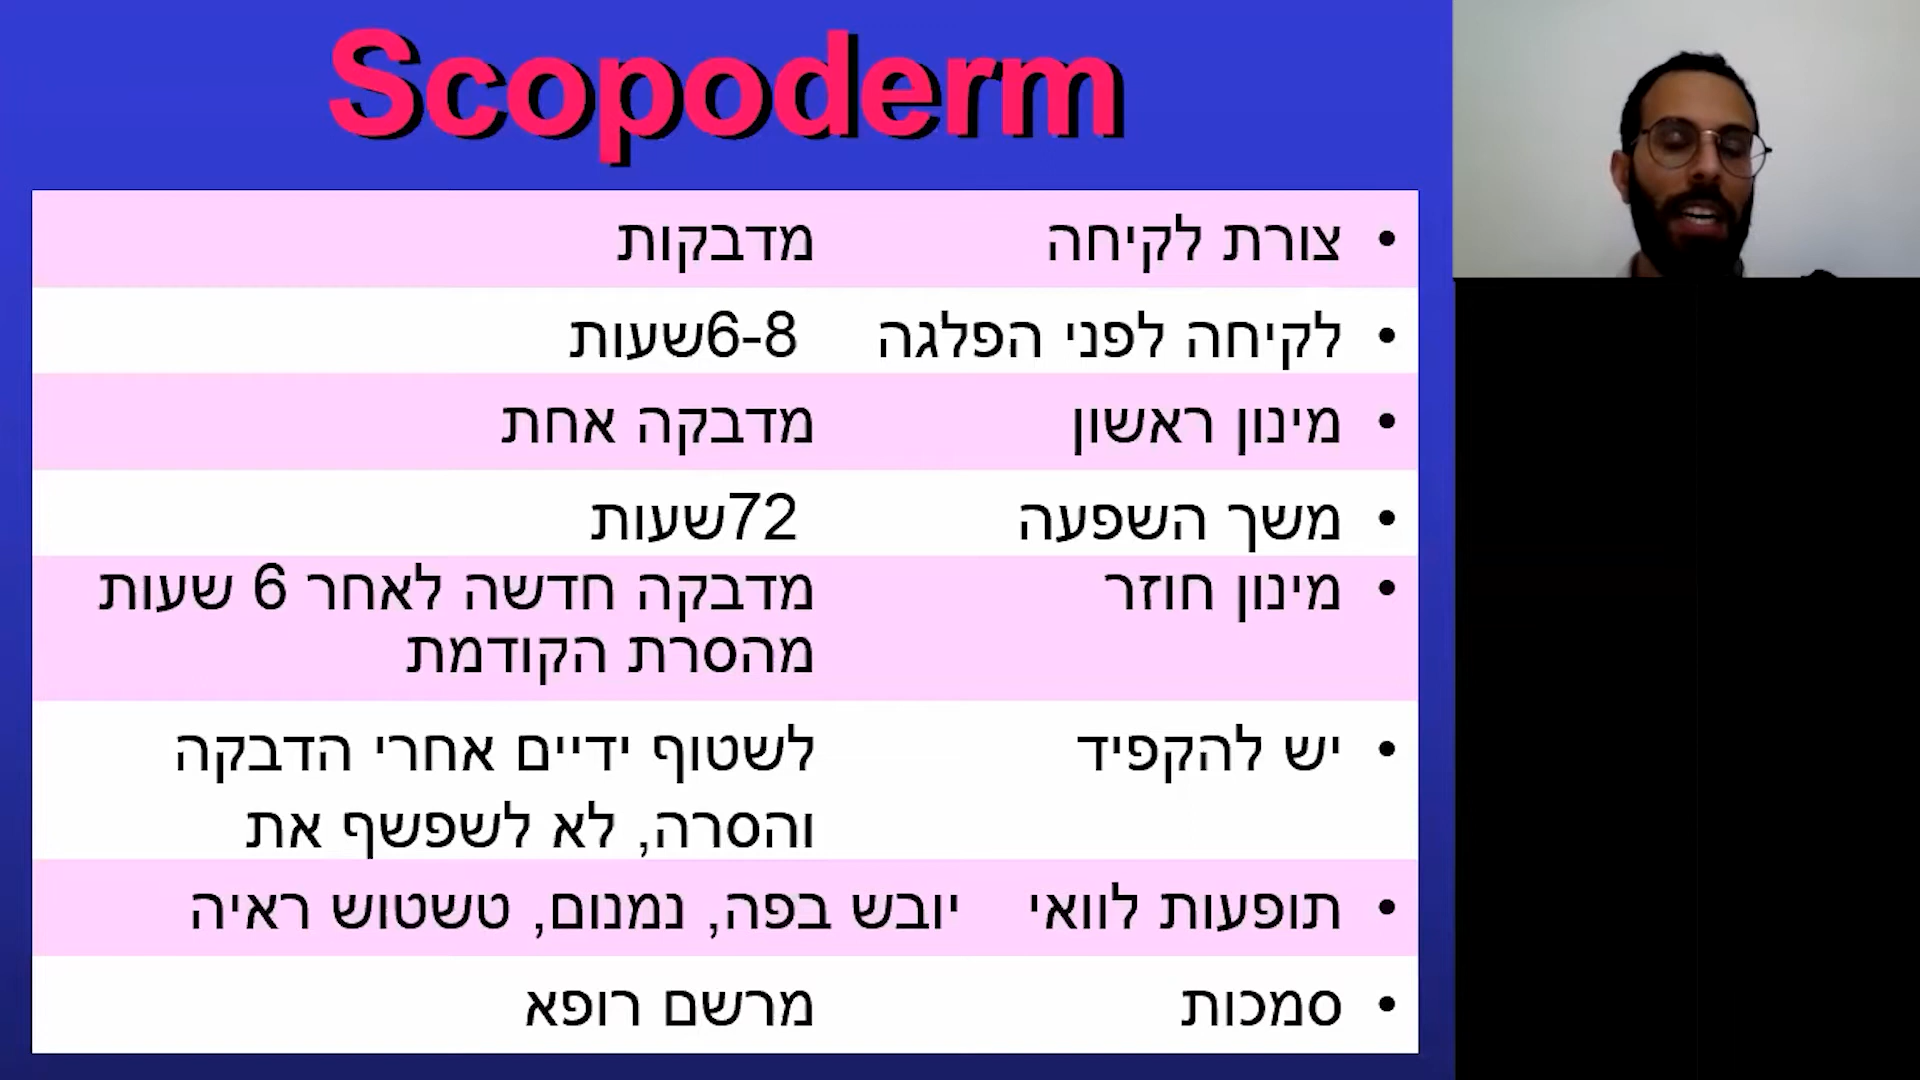 Scopoderm
• צורת לקיחה מדבקות
• לקיחה לפני הפלגה 6-8שעות
• מינון ראשון מדבקה אחת
• משך השפעה 72שעות
• מינון חוזר מדבקה חדשה לאחר 6 שעות
מהסרת הקודמת
• יש להקפיד לשטוף ידיים אחרי הדבקה
והסרה, לא לשפשף את
• תופעות לוואי יובש בפה, נמנום, טשטוש ראיה
• סמכות מרשם רופא